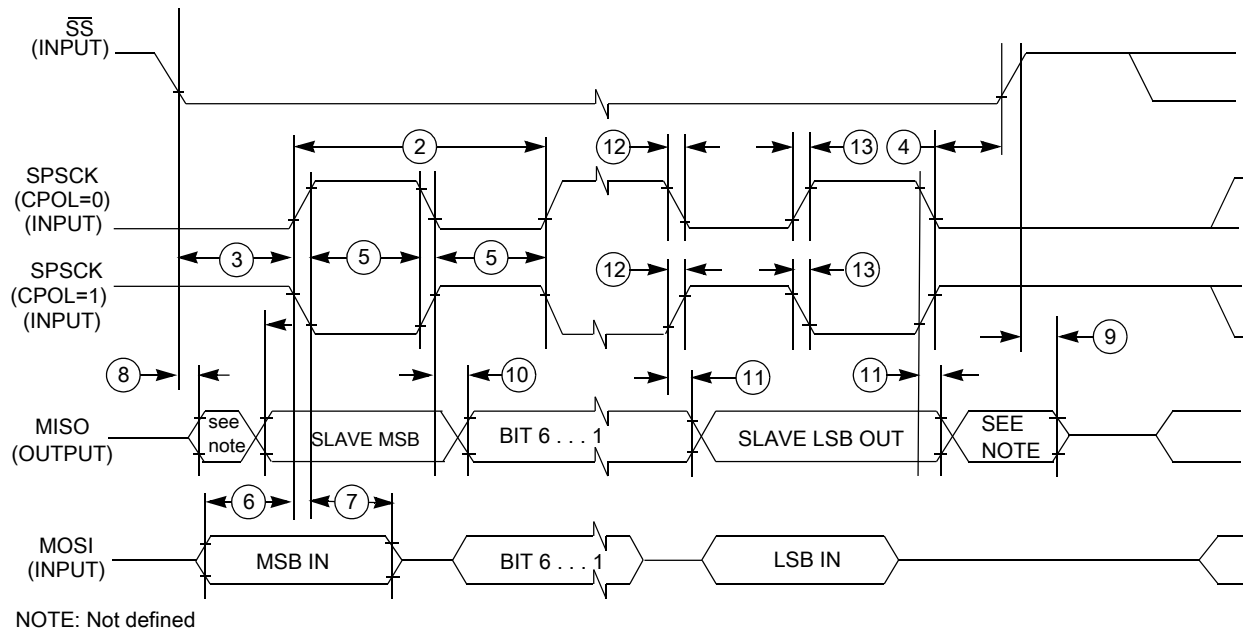 SS
(INPUT)
2
12
13
4
SPSCK
(CPOL=0)
(INPUT)
3
5
5
SPSCK
(CPOL=1)
(INPUT)
12
13
8
10
11
11
9
MISO
(OUTPUT)
see
note
SLAVE MSB
BIT 6 . . . 1
SLAVE LSB OUT
SEE
NOTE
6
7
MOSI
(INPUT)
MSB IN
BIT 6 . . . 1
LSB IN
NOTE: Not defined